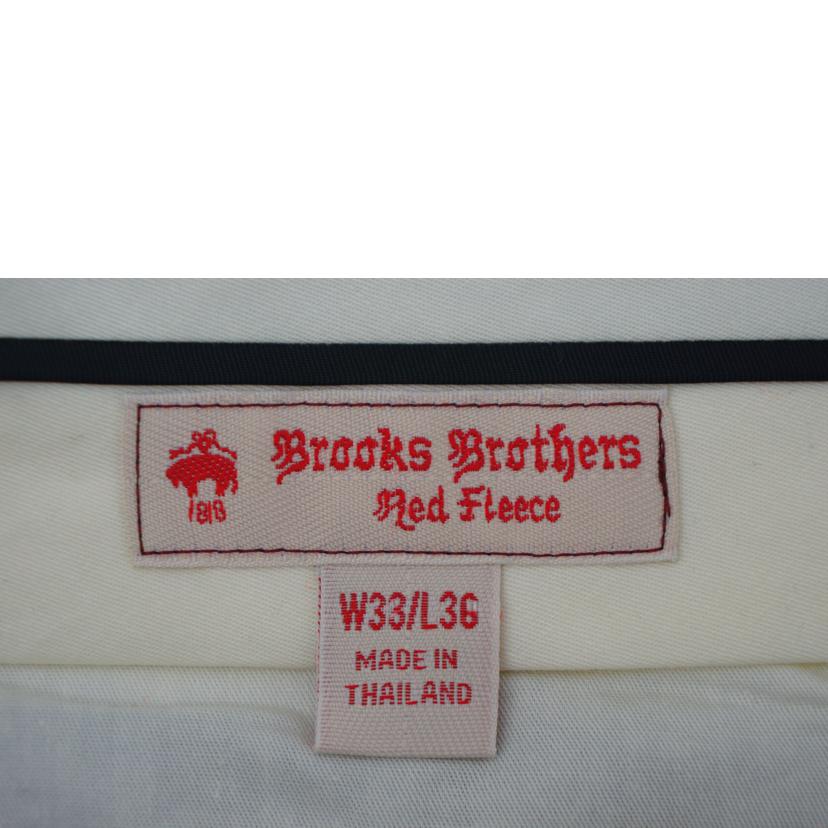 Brooks Brothers
Red Fleece
1818
W33/L36
MADE IN
THAILAND